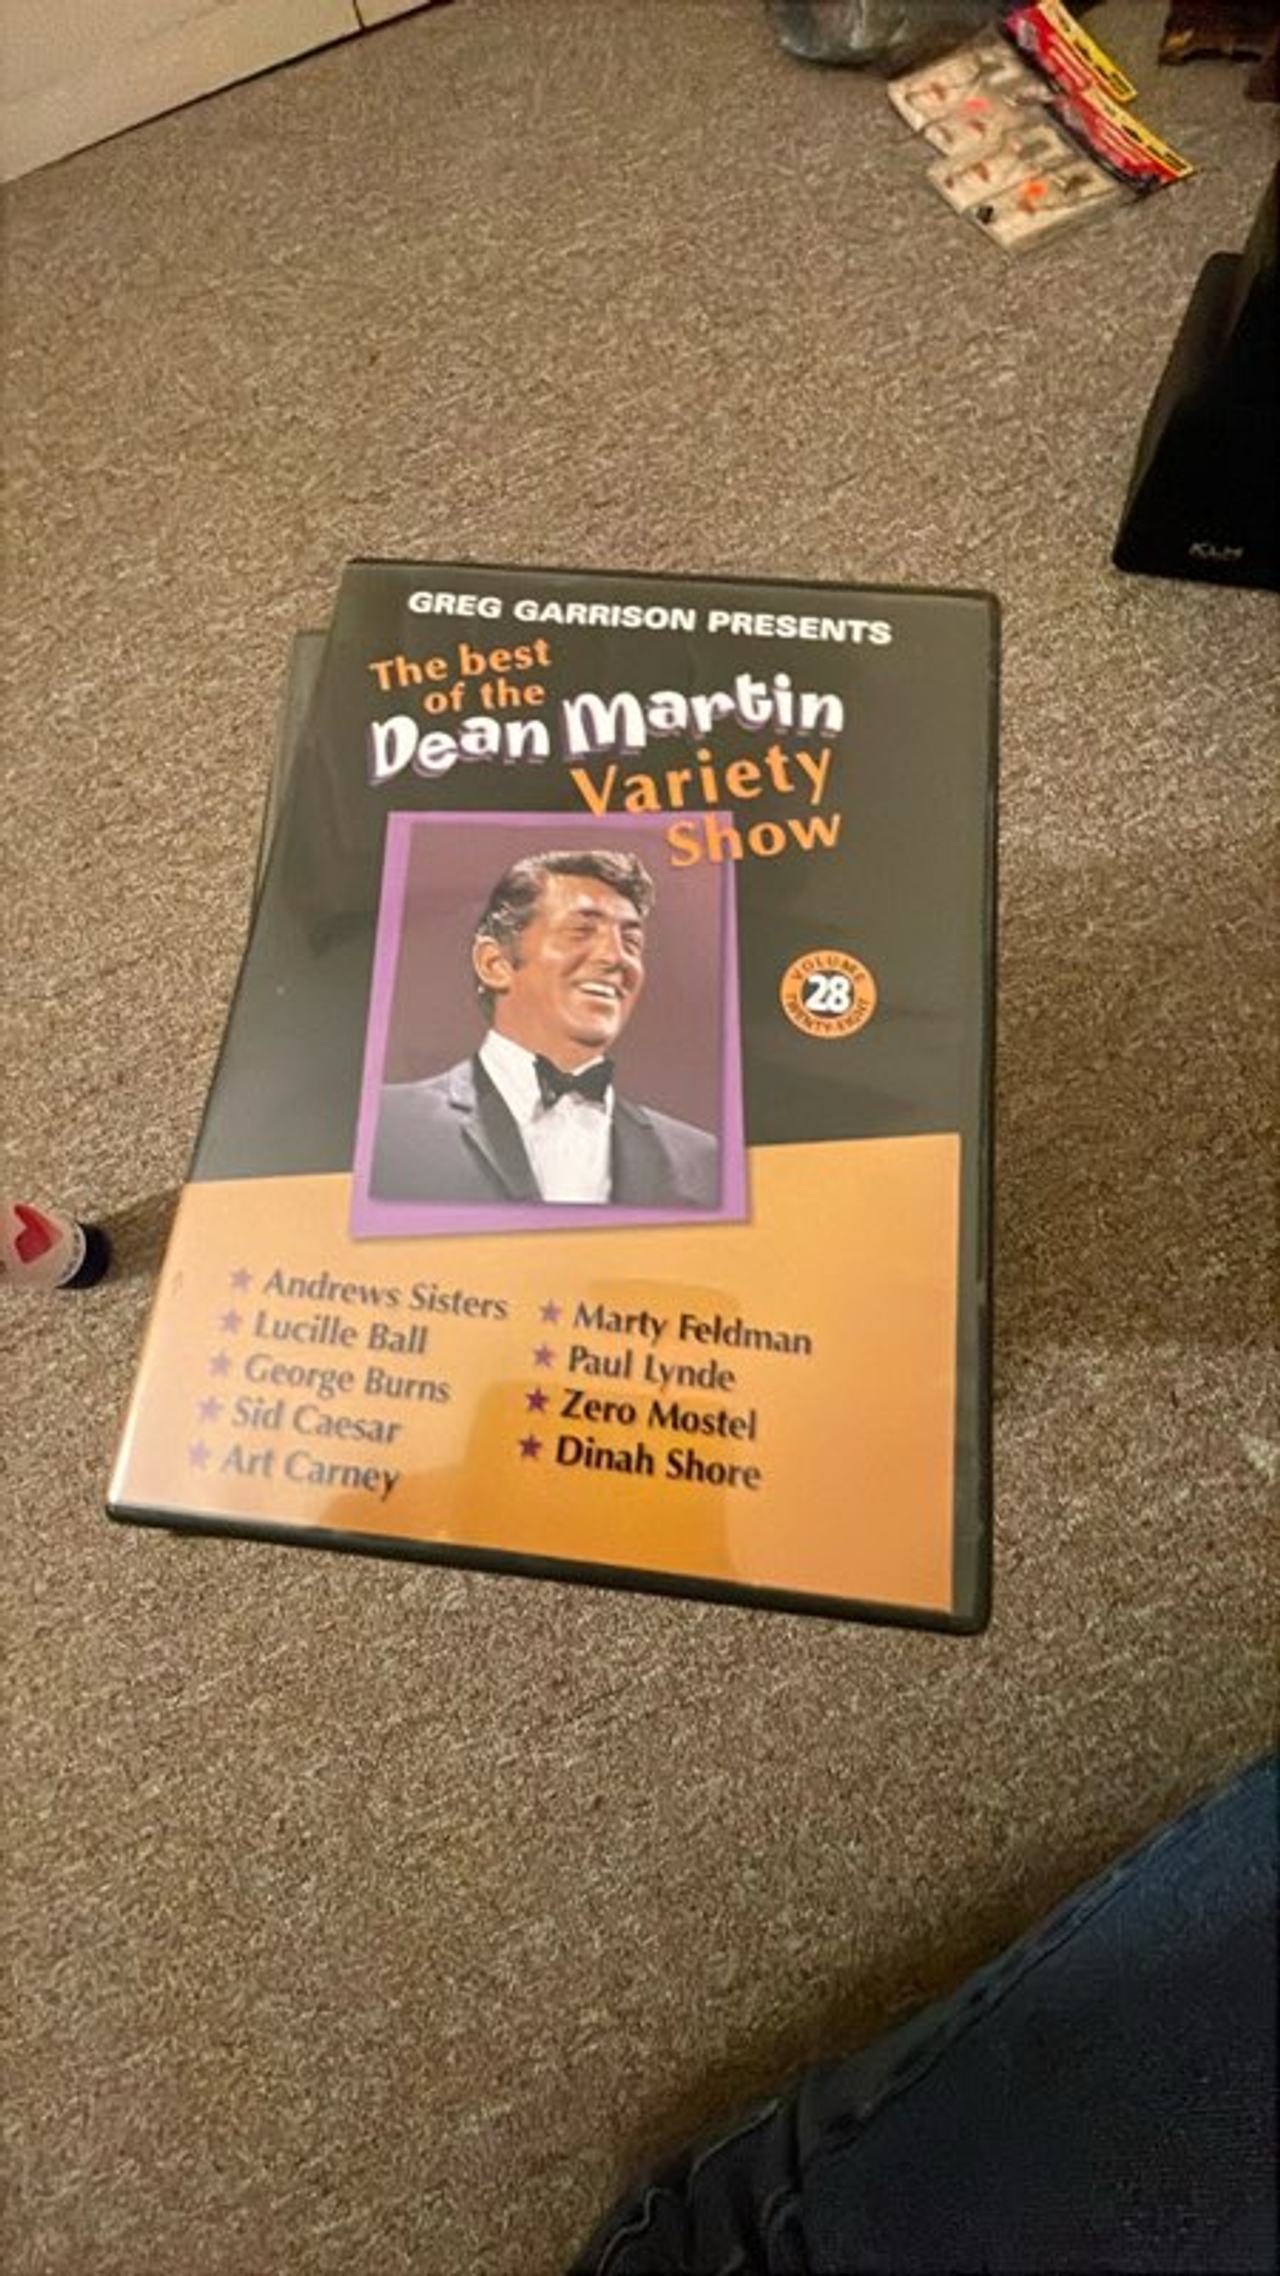 GREG GARRISON PRESENTS
The best
of the
Dean Martin
Variety
Show
VOLUME
28
TWENTY-EIGHT
★ Andrews Sisters
★ Lucille Ball
★ George Burns
★ Sid Caesar
★ Art Carney
★ Marty Feldman
★ Paul Lynde
★ Zero Mostel
★ Dinah Shore
KLH